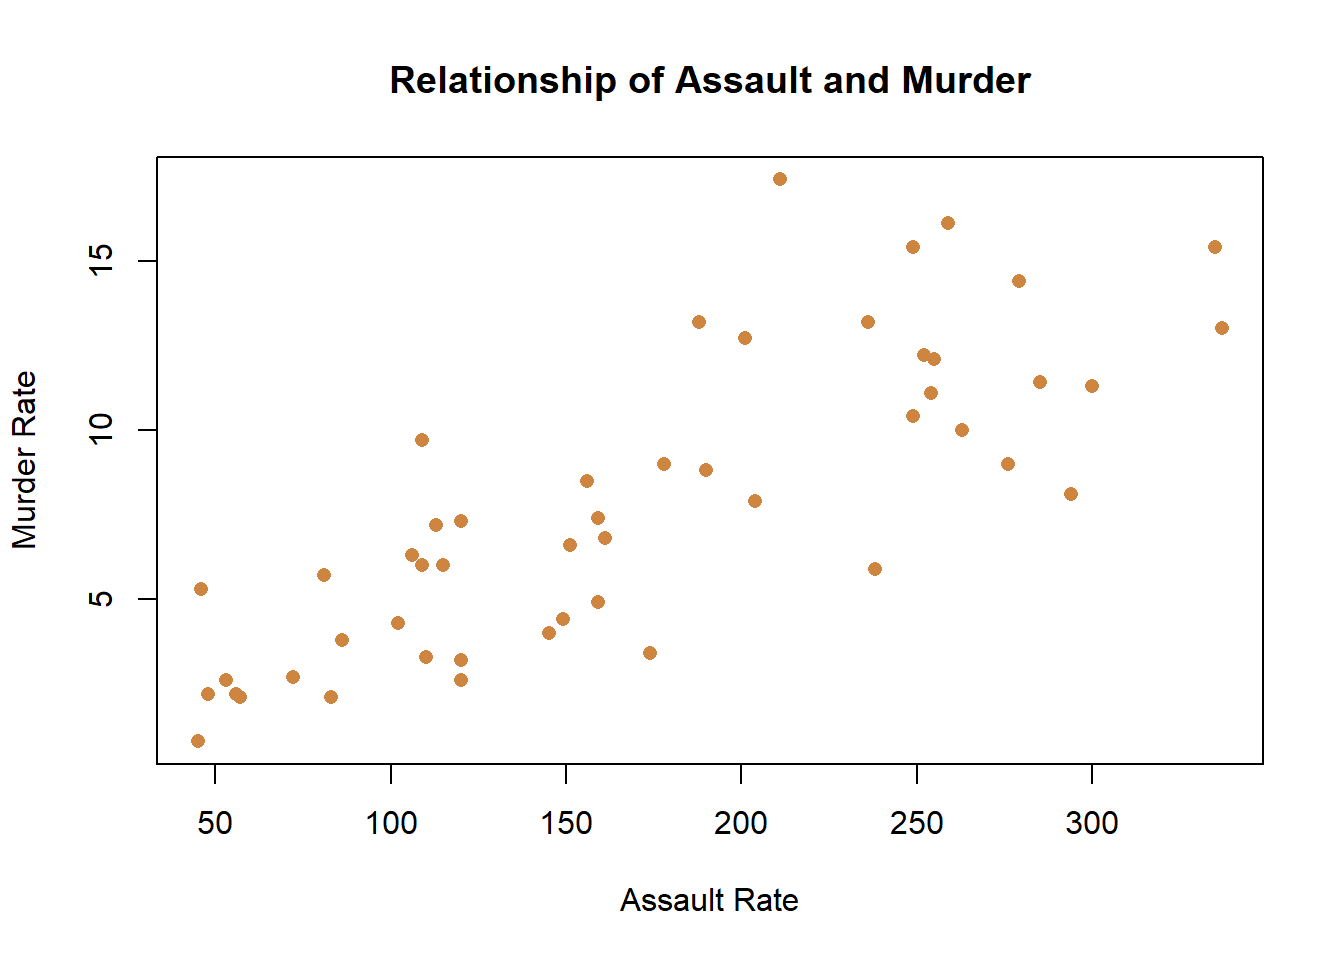 Relationship of Assault and Murder
15
10
5
Murder Rate
50 100 150 200 250 300
Assault Rate